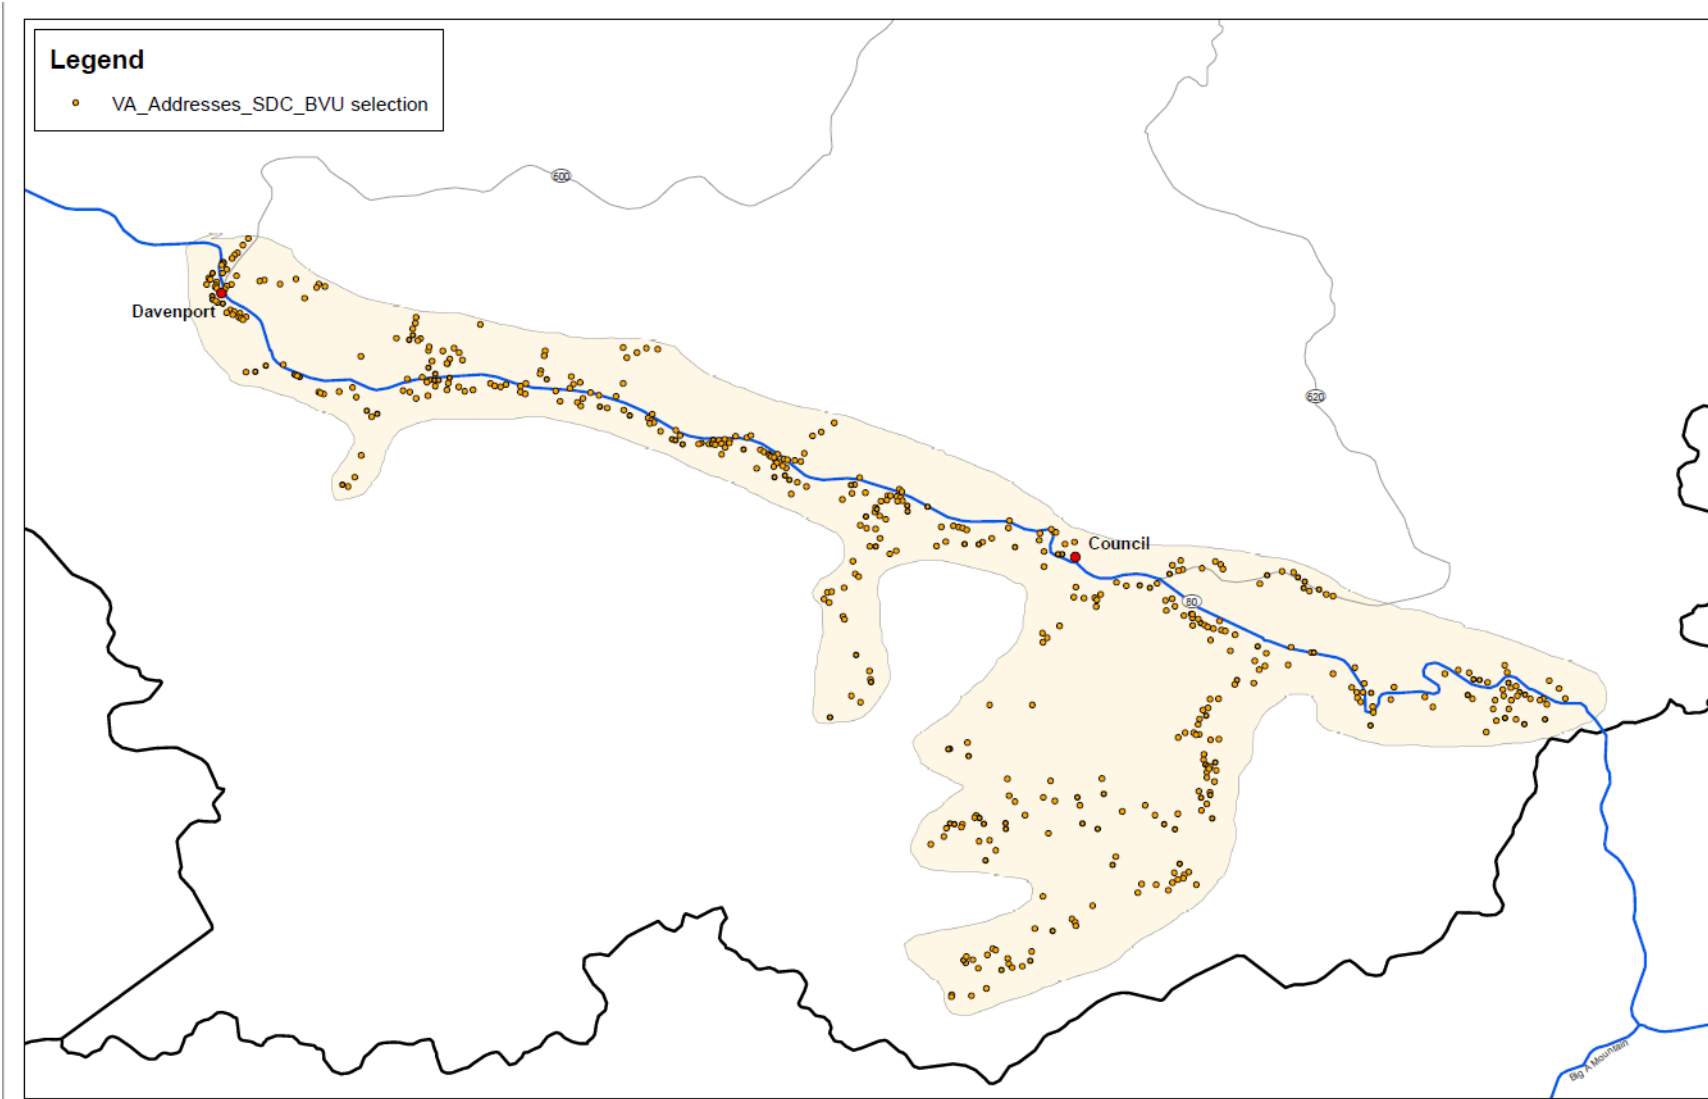 Legend
VA_Addresses_SDC_BVU selection
600
Davenport
620
Council
80
Big A Mountain